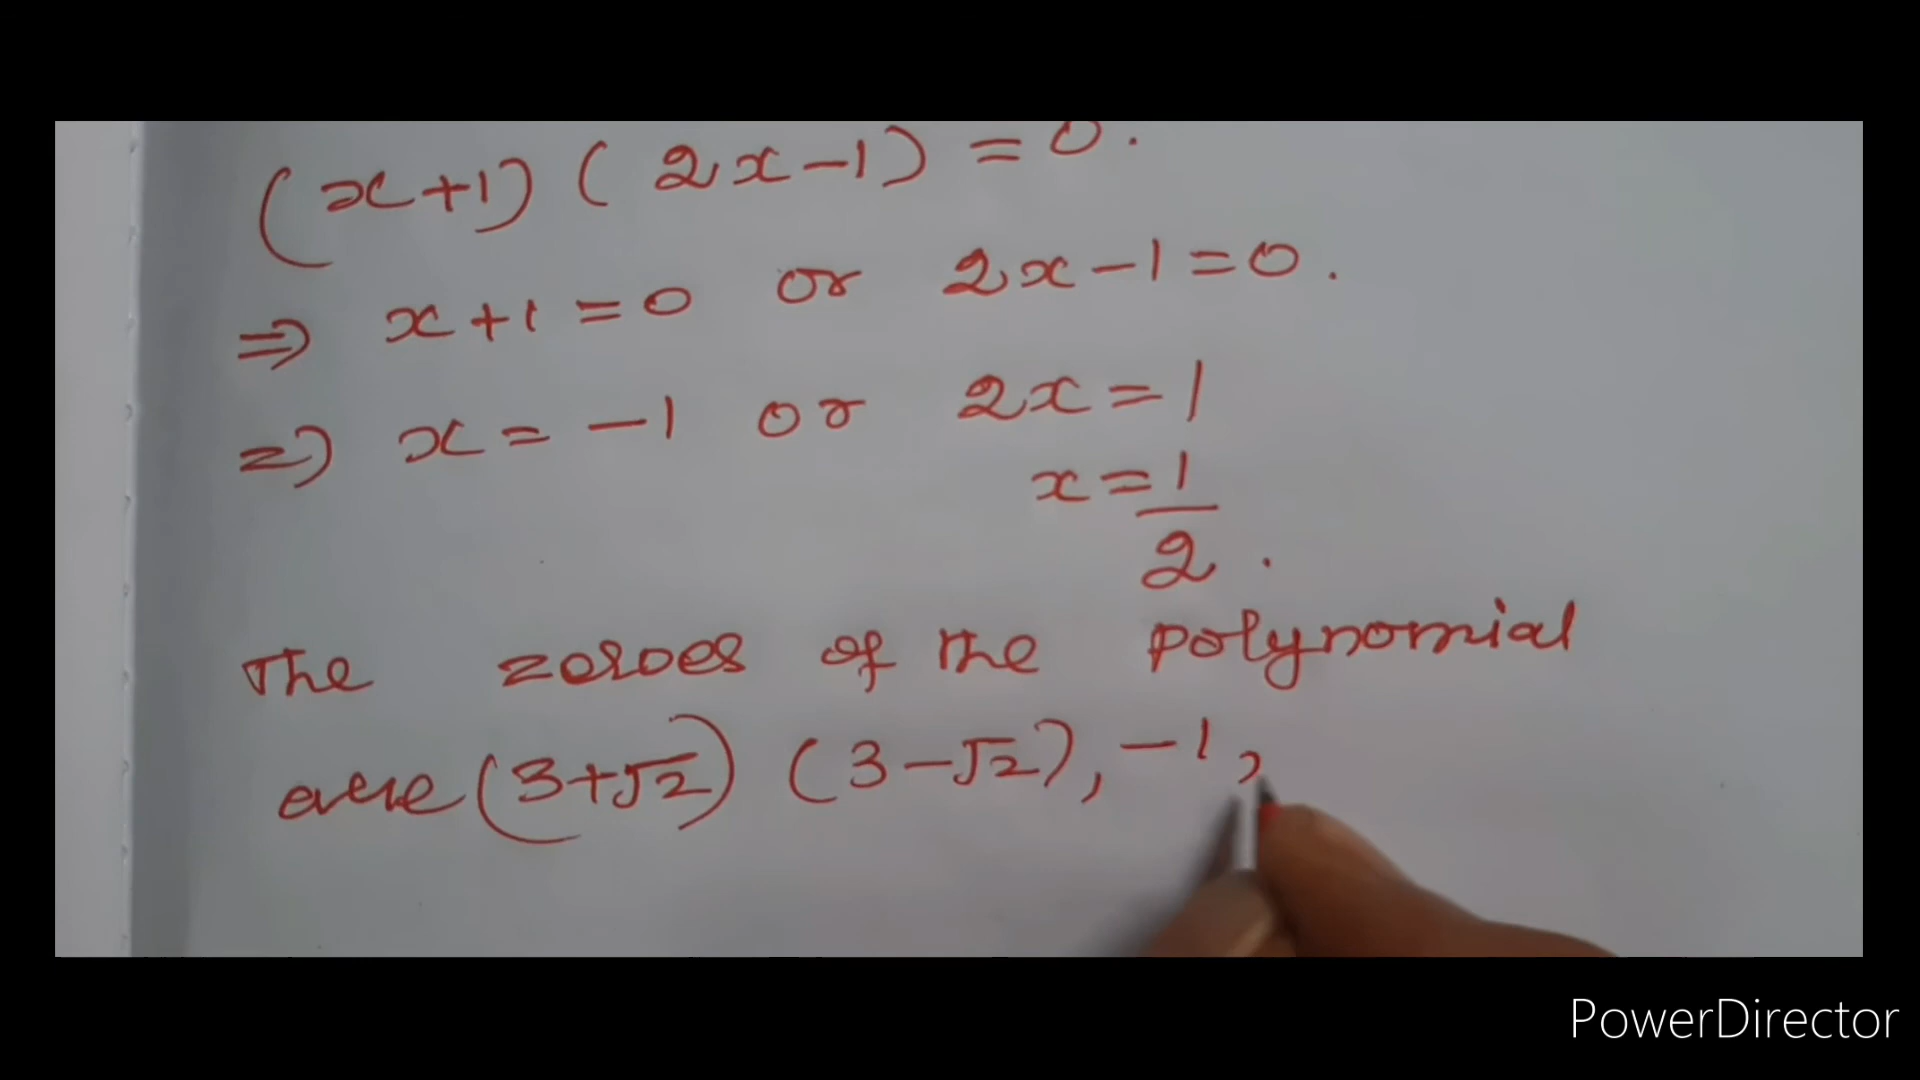 (x+1) (2x-1) = 0.
⇒ x+1 = 0 or 2x-1 = 0.
⇒ x = -1 or 2x = 1
x = 1/2.
The zeroes of the polynomial
are (3+√2) (3-√2), -1,
PowerDirector